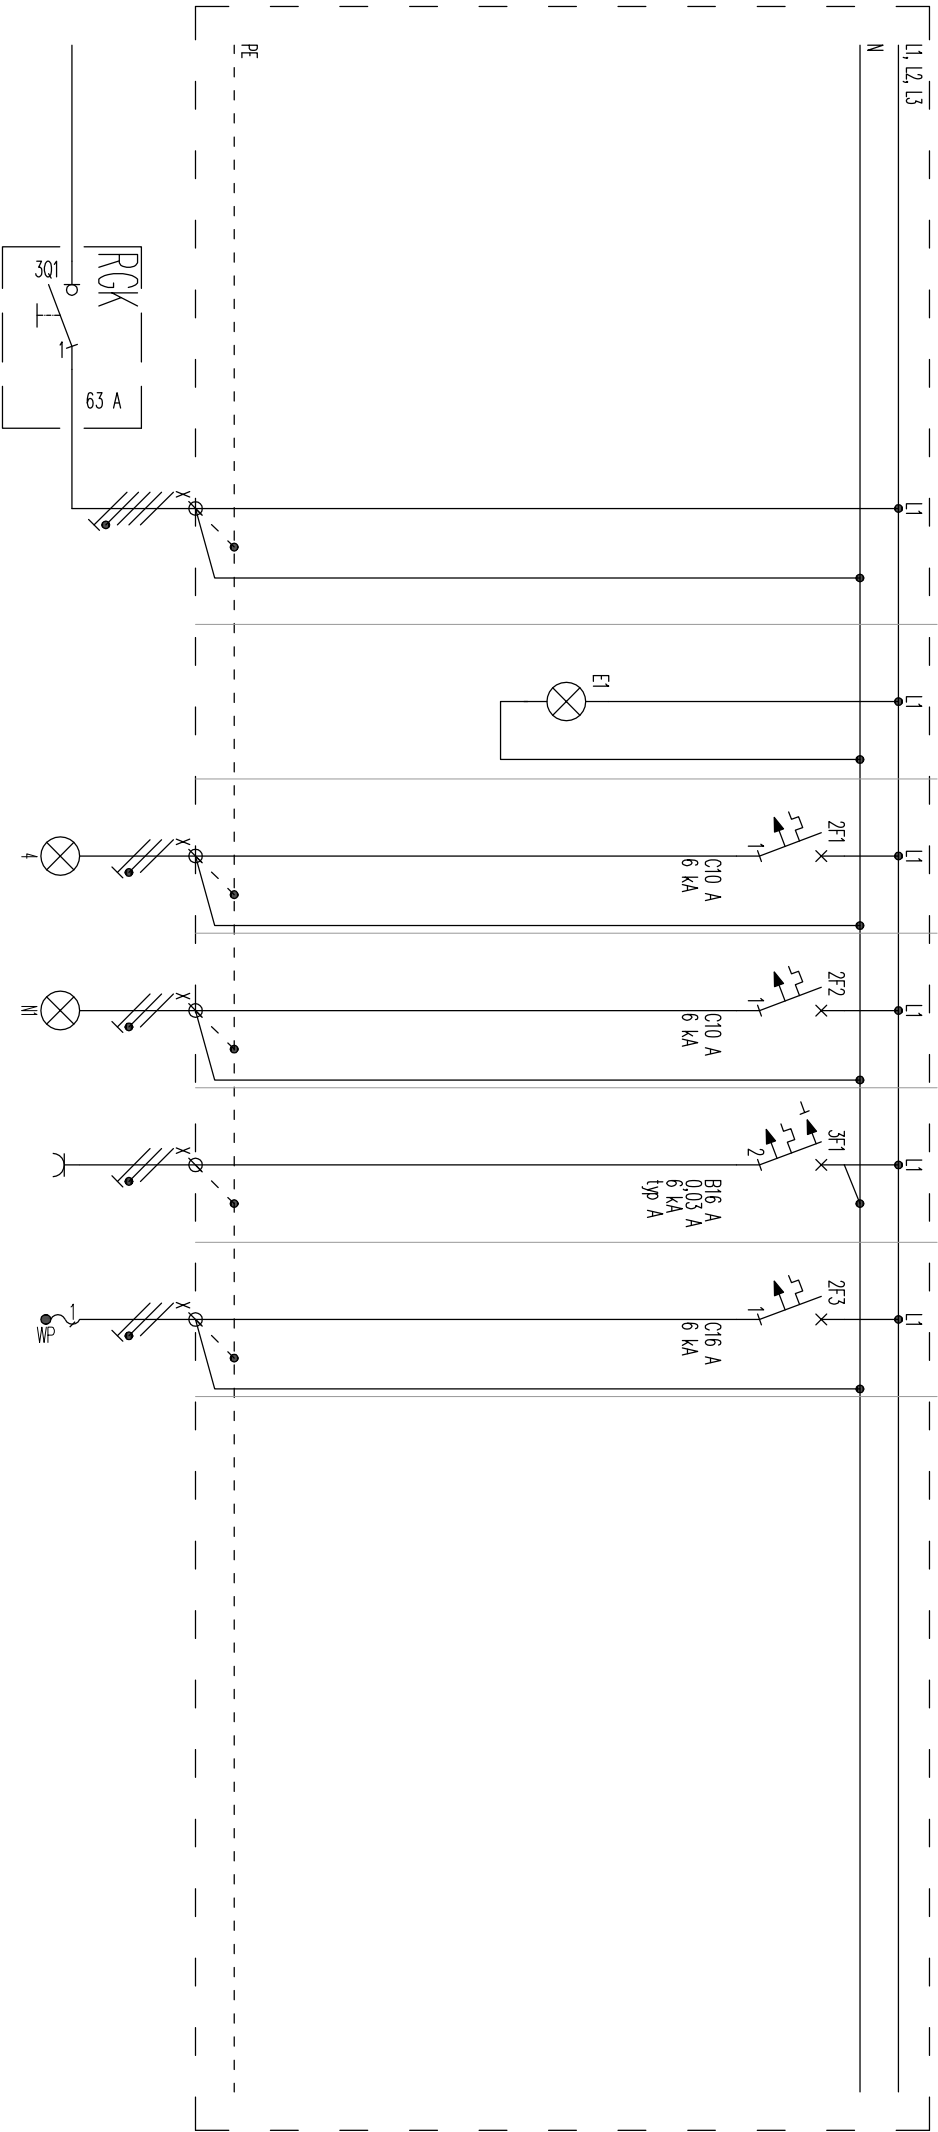 L1, L2, L3
N
PE
RGK
3Q1
1
63 A
L1
L1
E1
L1
2F1
1
C10 A
6 kA
4
L1
2F2
1
C10 A
6 kA
N1
L1
3F1
2
B16 A
0,03 A
6 kA
typ A
L1
2F3
1
C16 A
6 kA
1
WP